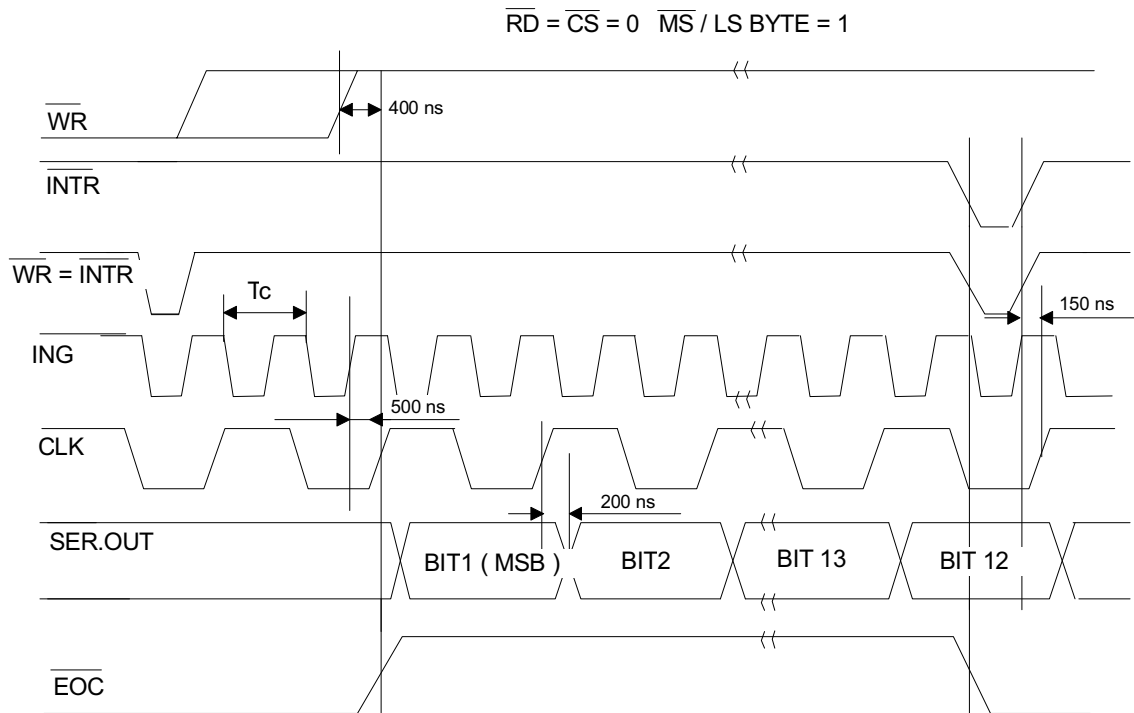 RD = CS = 0 MS / LS BYTE = 1
WR
400 ns
INTR
WR = INTR
Tc
150 ns
ING
500 ns
CLK
200 ns
SER.OUT
BIT1 ( MSB )
BIT2
BIT 13
BIT 12
EOC